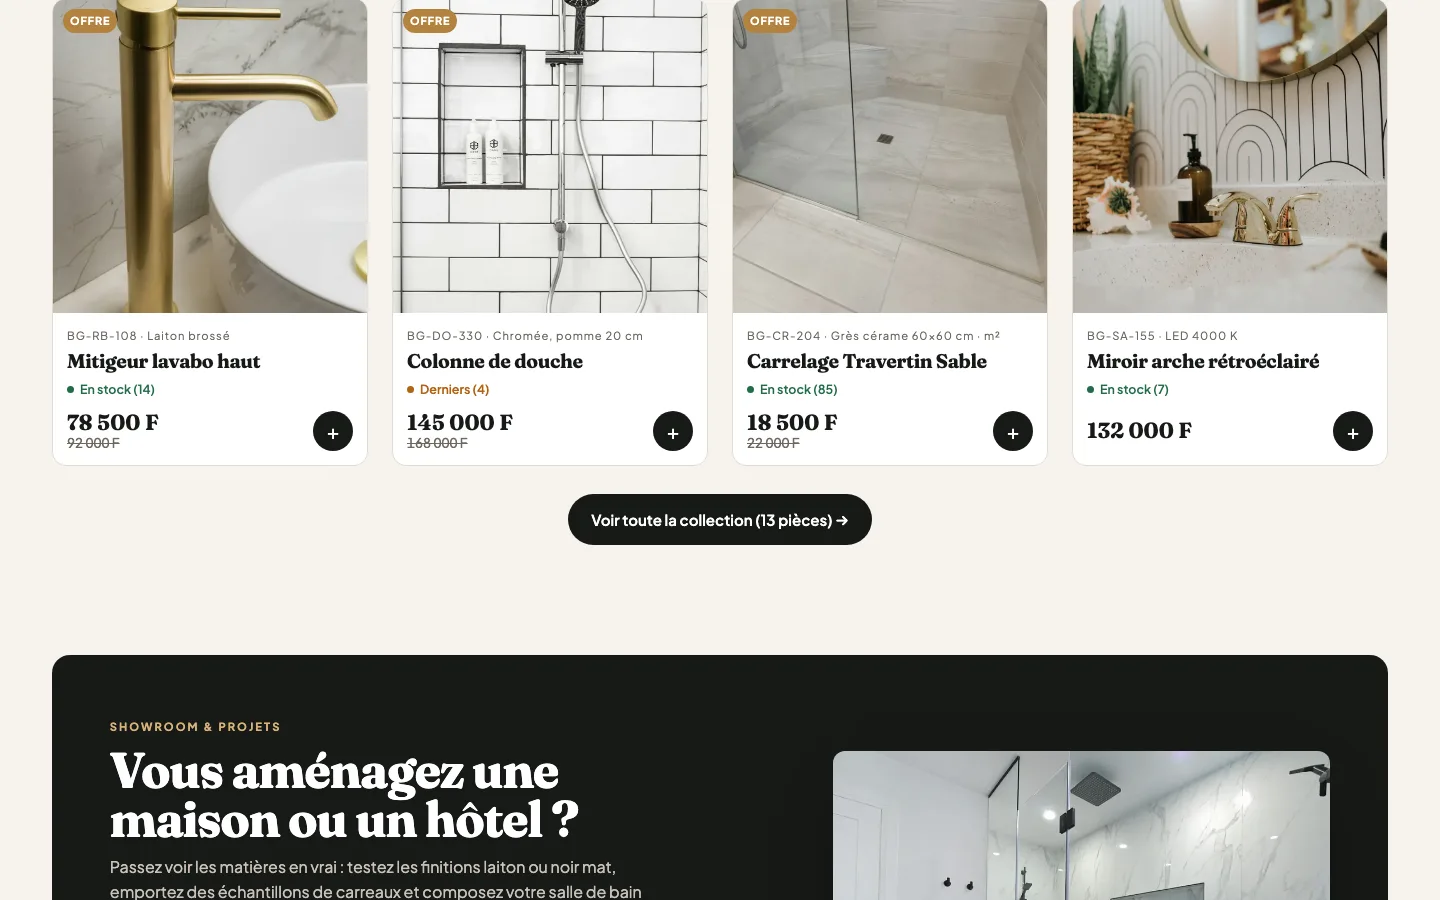 OFFRE
OFFRE
OFFRE
BG-RB-108 · Laiton brossé
Mitigeur lavabo haut
En stock (14)
78 500 F
92 000 F
+
BG-DO-330 · Chromée, pomme 20 cm
Colonne de douche
Derniers (4)
145 000 F
168 000 F
+
BG-CR-204 · Grès cérame 60×60 cm · m²
Carrelage Travertin Sable
En stock (85)
18 500 F
22 000 F
+
BG-SA-155 · LED 4000 K
Miroir arche rétroéclairé
En stock (7)
132 000 F
+
Voir toute la collection (13 pièces) →
SHOWROOM & PROJETS
Vous aménagez une
maison ou un hôtel ?
Passez voir les matières en vrai : testez les finitions laiton ou noir mat,
emportez des échantillons de carreaux et composez votre salle de bain